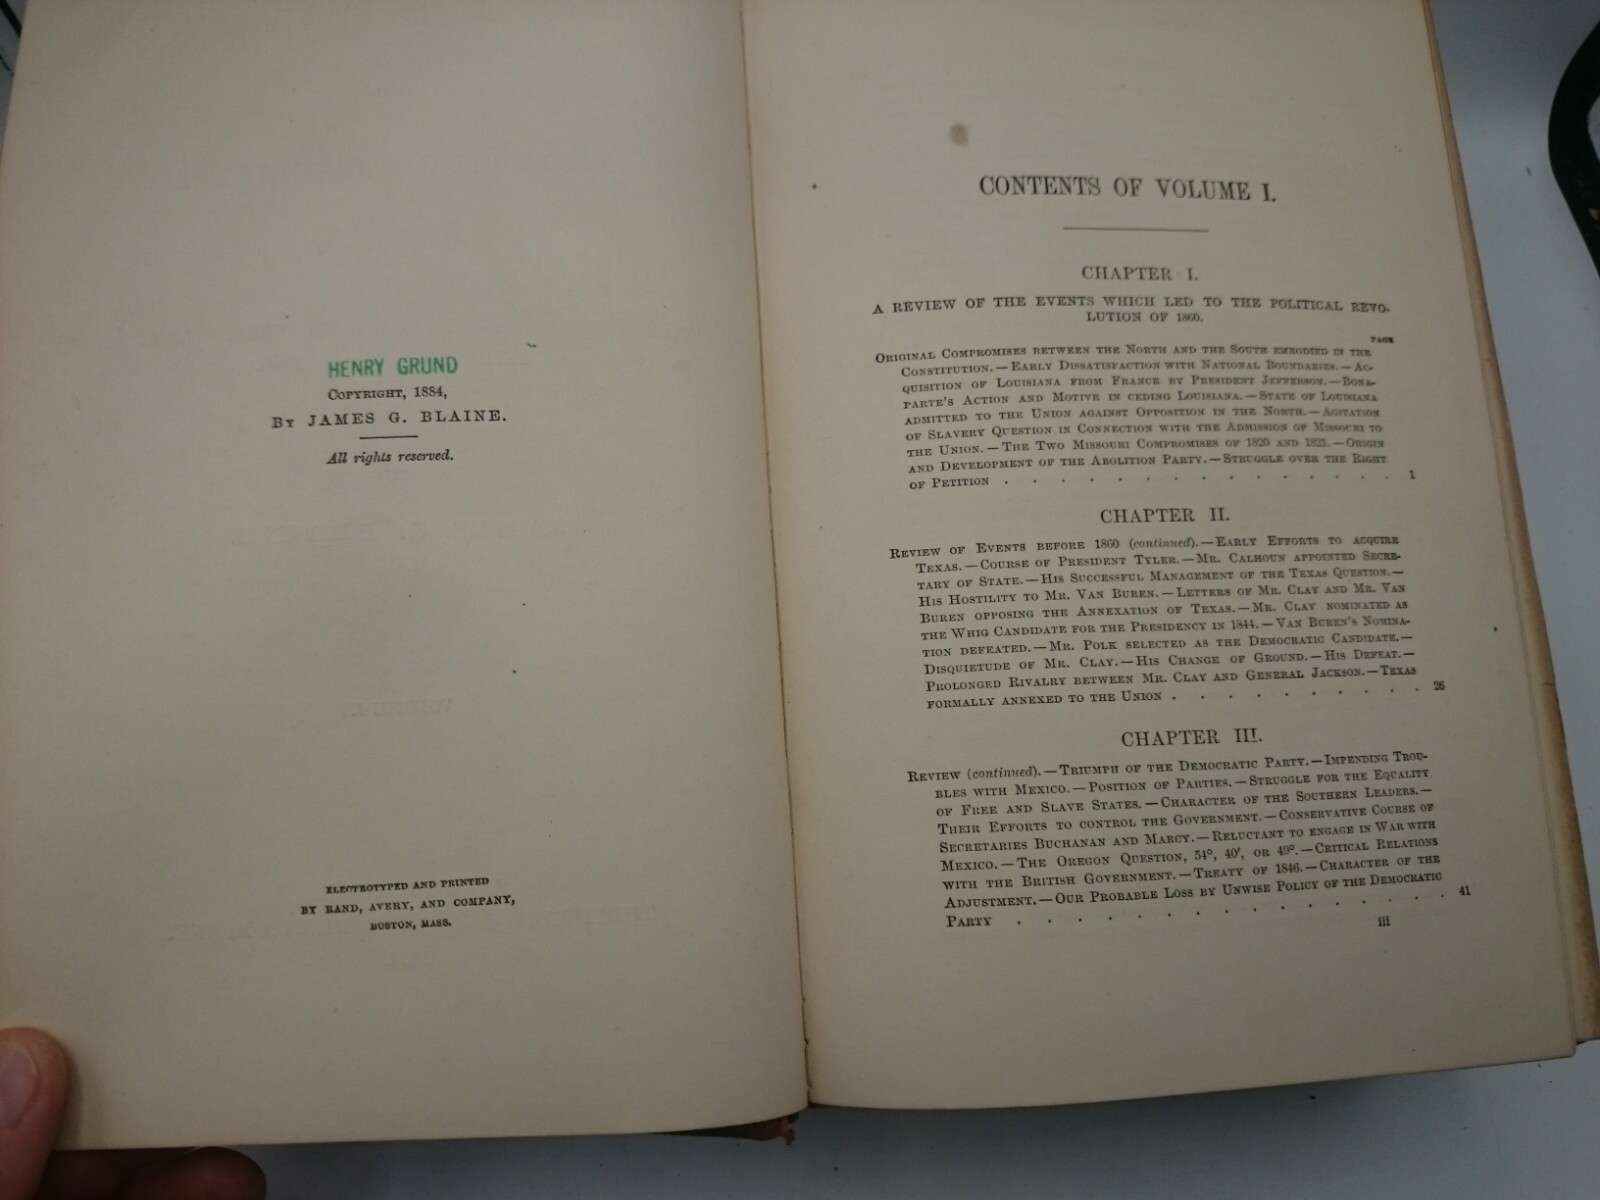 HENRY GRUND
COPYRIGHT, 1884,
BY JAMES G. BLAINE.
All rights reserved.
ELECTROTYPED AND PRINTED
BY RAND, AVERY, AND COMPANY,
BOSTON, MASS.
CONTENTS OF VOLUME I.
CHAPTER I.
A REVIEW OF THE EVENTS WHICH LED TO THE POLITICAL REVO-
LUTION OF 1860.
PAGE
ORIGINAL COMPROMISES BETWEEN THE NORTH AND THE SOUTH EMBODIED IN THE
CONSTITUTION. — EARLY DISSATISFACTION WITH NATIONAL BOUNDARIES. — AC-
QUISITION OF LOUISIANA FROM FRANCE BY PRESIDENT JEFFERSON. — BONA-
PARTE'S ACTION AND MOTIVE IN CEDING LOUISIANA. — STATE OF LOUISIANA
ADMITTED TO THE UNION AGAINST OPPOSITION IN THE NORTH. — AGITATION
OF SLAVERY QUESTION IN CONNECTION WITH THE ADMISSION OF MISSOURI TO
THE UNION. — THE TWO MISSOURI COMPROMISES OF 1820 AND 1821. — ORIGIN
AND DEVELOPMENT OF THE ABOLITION PARTY. — STRUGGLE OVER THE RIGHT
OF PETITION . . . . . . . . . . . . . . 1
CHAPTER II.
REVIEW OF EVENTS BEFORE 1860 (continued). — EARLY EFFORTS TO ACQUIRE
TEXAS. — COURSE OF PRESIDENT TYLER. — MR. CALHOUN APPOINTED SECRE-
TARY OF STATE. — HIS SUCCESSFUL MANAGEMENT OF THE TEXAS QUESTION. —
HIS HOSTILITY TO MR. VAN BUREN. — LETTERS OF MR. CLAY AND MR. VAN
BUREN OPPOSING THE ANNEXATION OF TEXAS. — MR. CLAY NOMINATED AS
THE WHIG CANDIDATE FOR THE PRESIDENCY IN 1844. — VAN BUREN'S NOMINA-
TION DEFEATED. — MR. POLK SELECTED AS THE DEMOCRATIC CANDIDATE. —
DISQUIETUDE OF MR. CLAY. — HIS CHANGE OF GROUND. — HIS DEFEAT. —
PROLONGED RIVALRY BETWEEN MR. CLAY AND GENERAL JACKSON. — TEXAS
FORMALLY ANNEXED TO THE UNION . . . . . . . . . 26
CHAPTER III.
REVIEW (continued). — TRIUMPH OF THE DEMOCRATIC PARTY. — IMPENDING TROU-
BLES WITH MEXICO. — POSITION OF PARTIES. — STRUGGLE FOR THE EQUALITY
OF FREE AND SLAVE STATES. — CHARACTER OF THE SOUTHERN LEADERS. —
THEIR EFFORTS TO CONTROL THE GOVERNMENT. — CONSERVATIVE COURSE OF
SECRETARIES BUCHANAN AND MARCY. — RELUCTANT TO ENGAGE IN WAR WITH
MEXICO. — THE OREGON QUESTION, 54°, 40', OR 49°. — CRITICAL RELATIONS
WITH THE BRITISH GOVERNMENT. — TREATY OF 1846. — CHARACTER OF THE
ADJUSTMENT. — OUR PROBABLE LOSS BY UNWISE POLICY OF THE DEMOCRATIC
PARTY . . . . . . . . . . . . . . . 41
iii